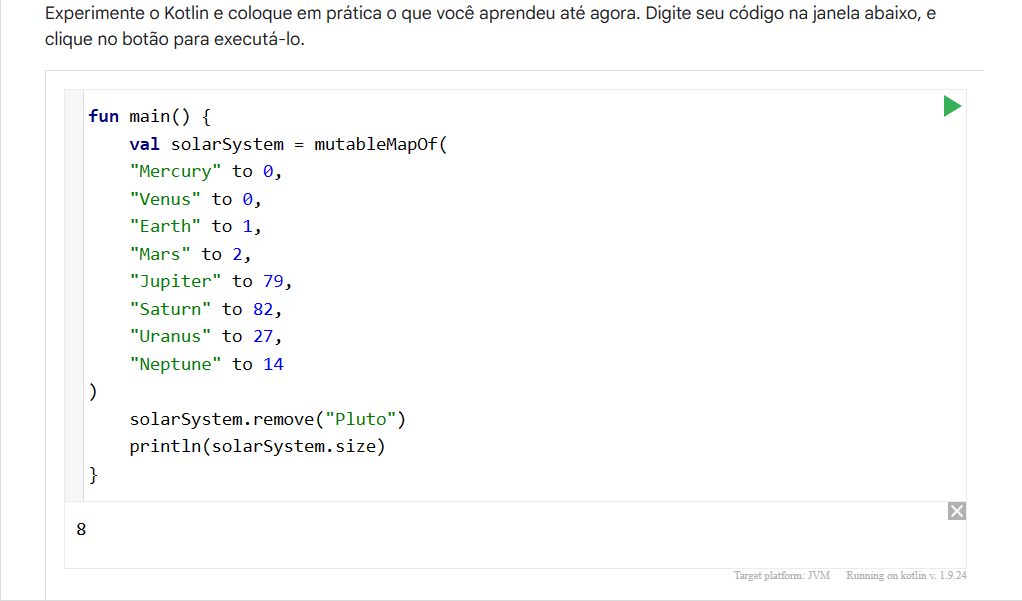 Experimente o Kotlin e coloque em prática o que você aprendeu até agora. Digite seu código na janela abaixo, e
clique no botão para executá-lo.
fun main() {
    val solarSystem = mutableMapOf(
    "Mercury" to 0,
    "Venus" to 0,
    "Earth" to 1,
    "Mars" to 2,
    "Jupiter" to 79,
    "Saturn" to 82,
    "Uranus" to 27,
    "Neptune" to 14
)
    solarSystem.remove("Pluto")
    println(solarSystem.size)
}
8
Target platform: JVM Running on kotlin v. 1.9.24